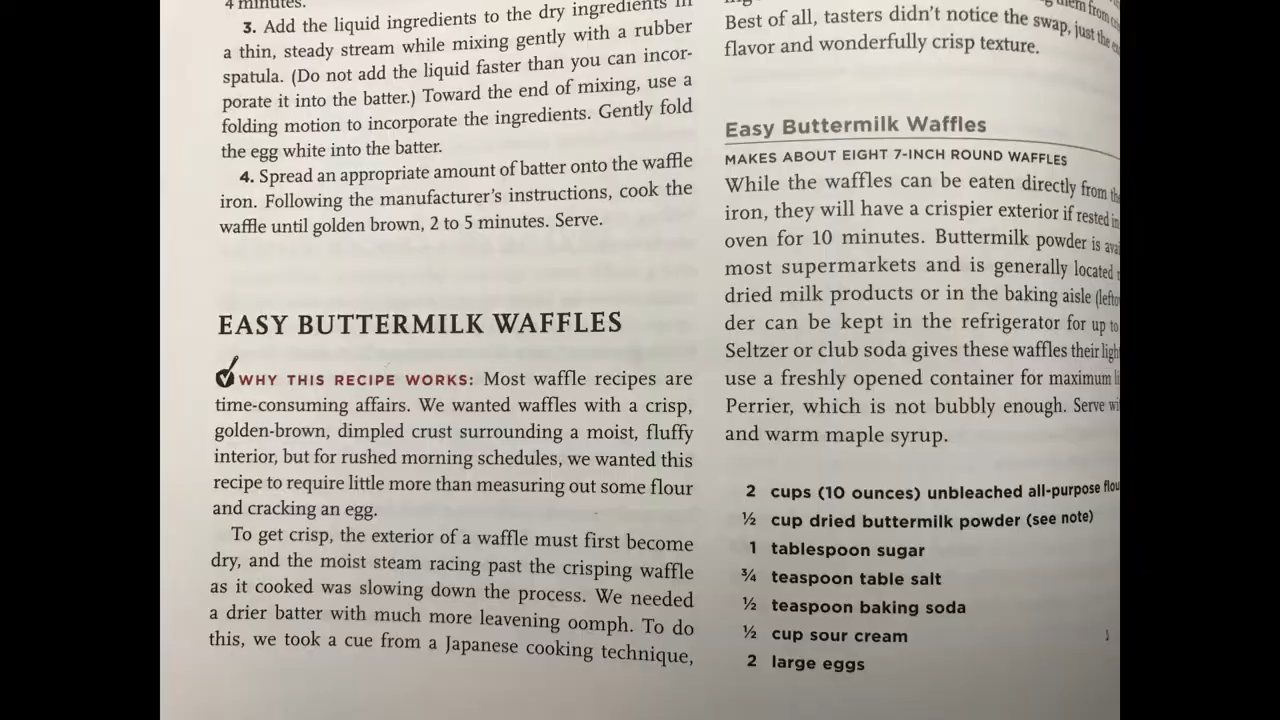 4 minutes.
3. Add the liquid ingredients to the dry ingredients in
a thin, steady stream while mixing gently with a rubber
spatula. (Do not add the liquid faster than you can incor-
porate it into the batter.) Toward the end of mixing, use a
folding motion to incorporate the ingredients. Gently fold
the egg white into the batter.
4. Spread an appropriate amount of batter onto the waffle
iron. Following the manufacturer's instructions, cook the
waffle until golden brown, 2 to 5 minutes. Serve.
EASY BUTTERMILK WAFFLES
WHY THIS RECIPE WORKS: Most waffle recipes are
time-consuming affairs. We wanted waffles with a crisp,
golden-brown, dimpled crust surrounding a moist, fluffy
interior, but for rushed morning schedules, we wanted this
recipe to require little more than measuring out some flour
and cracking an egg.
To get crisp, the exterior of a waffle must first become
dry, and the moist steam racing past the crisping waffle
as it cooked was slowing down the process. We needed
a drier batter with much more leavening oomph. To do
this, we took a cue from a Japanese cooking technique,
them from
Best of all, tasters didn't notice the swap, just the
flavor and wonderfully crisp texture.
Easy Buttermilk Waffles
MAKES ABOUT EIGHT 7-INCH ROUND WAFFLES
While the waffles can be eaten directly from the
iron, they will have a crispier exterior if rested in
oven for 10 minutes. Buttermilk powder is
most supermarkets and is generally located
dried milk products or in the baking aisle
der can be kept in the refrigerator for up to
Seltzer or club soda gives these waffles their
use a freshly opened container for maximum
Perrier, which is not bubbly enough. Serve
and warm maple syrup.
2 cups (10 ounces) unbleached all-purpose
½ cup dried buttermilk powder (see note)
1 tablespoon sugar
¾ teaspoon table salt
½ teaspoon baking soda
½ cup sour cream
2 large eggs